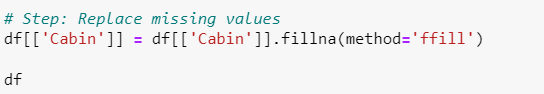 # Step: Replace missing values
df[['Cabin']] = df[['Cabin']].fillna(method='ffill')
df